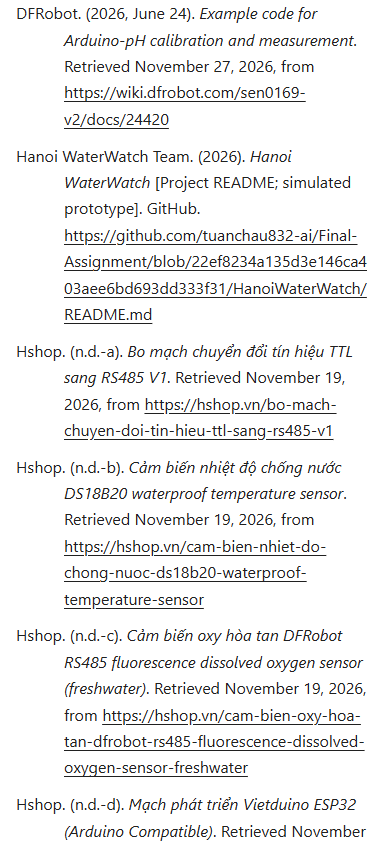 DFRobot. (2026, June 24). Example code for
Arduino-pH calibration and measurement.
Retrieved November 27, 2026, from
https://wiki.dfrobot.com/sen0169-
v2/docs/24420
Hanoi WaterWatch Team. (2026). Hanoi
WaterWatch [Project README; simulated
prototype]. GitHub.
https://github.com/tuanchau832-ai/Final-
Assignment/blob/22ef8234a135d3e146ca4
03aee6bd693dd333f31/HanoiWaterWatch/
README.md
Hshop. (n.d.-a). Bo mạch chuyển đổi tín hiệu TTL
sang RS485 V1. Retrieved November 19,
2026, from https://hshop.vn/bo-mach-
chuyen-doi-tin-hieu-ttl-sang-rs485-v1
Hshop. (n.d.-b). Cảm biến nhiệt độ chống nước
DS18B20 waterproof temperature sensor.
Retrieved November 19, 2026, from
https://hshop.vn/cam-bien-nhiet-do-
chong-nuoc-ds18b20-waterproof-
temperature-sensor
Hshop. (n.d.-c). Cảm biến oxy hòa tan DFRobot
RS485 fluorescence dissolved oxygen sensor
(freshwater). Retrieved November 19, 2026,
from https://hshop.vn/cam-bien-oxy-hoa-
tan-dfrobot-rs485-fluorescence-dissolved-
oxygen-sensor-freshwater
Hshop. (n.d.-d). Mạch phát triển Vietduino ESP32
(Arduino Compatible). Retrieved November